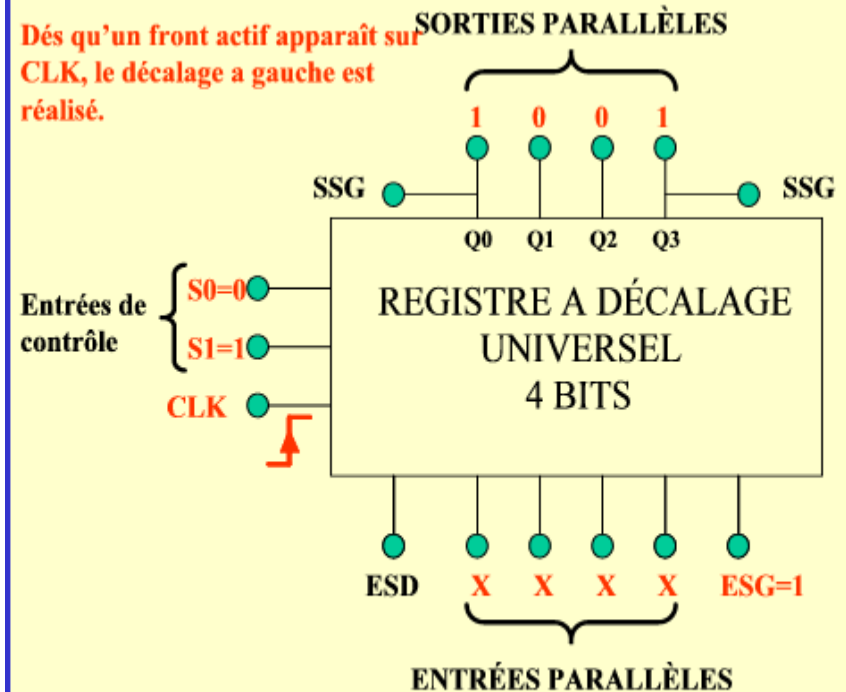 Dés qu'un front actif apparaît sur
CLK, le décalage a gauche est
réalisé.
SORTIES PARALLÈLES
1 0 0 1
SSG
SSG
Q0 Q1 Q2 Q3
Entrées de
contrôle
S0=0
S1=1
CLK
REGISTRE A DÉCALAGE
UNIVERSEL
4 BITS
ESD X X X X ESG=1
ENTRÉES PARALLÈLES